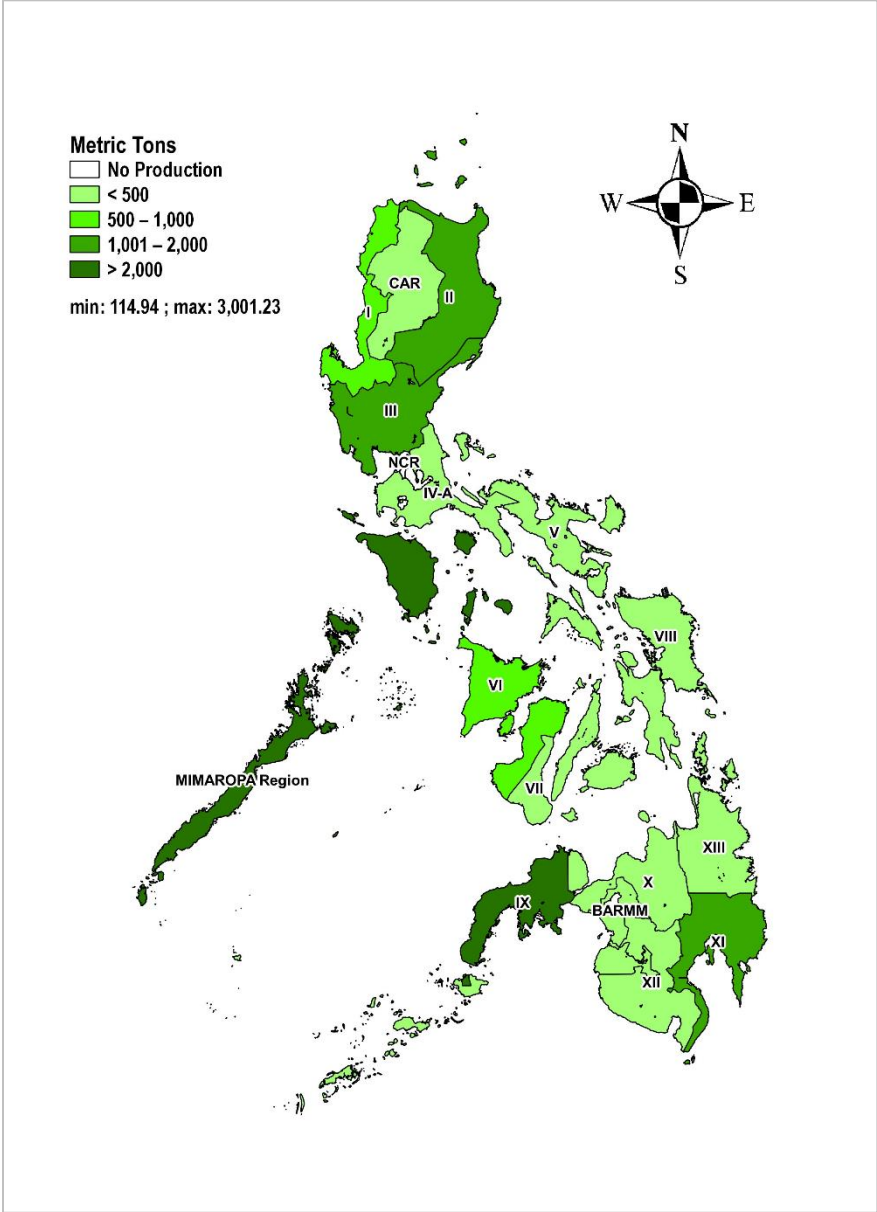 Metric Tons
No Production
< 500
500 – 1,000
1,001 – 2,000
> 2,000
min: 114.94 ; max: 3,001.23
N
W
E
S
CAR
II
I
III
NCR
IV-A
V
VIII
VI
VII
MIMAROPA Region
XIII
X
IX
BARMM
XI
XII